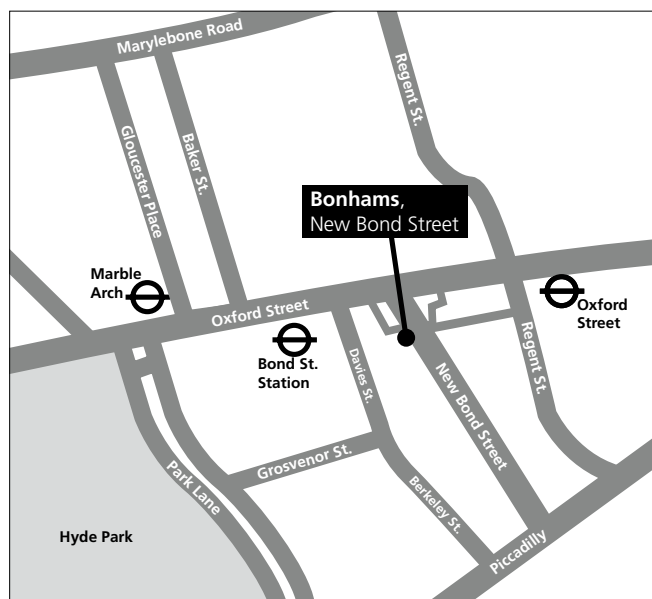 Marylebone Road
Regent St.
Gloucester Place
Baker St.
Bonhams,
New Bond Street
Marble
Arch
Oxford Street
Oxford
Street
Bond St.
Station
Davies St.
New Bond Street
Regent St.
Grosvenor St.
Park Lane
Berkeley St.
Hyde Park
Piccadilly